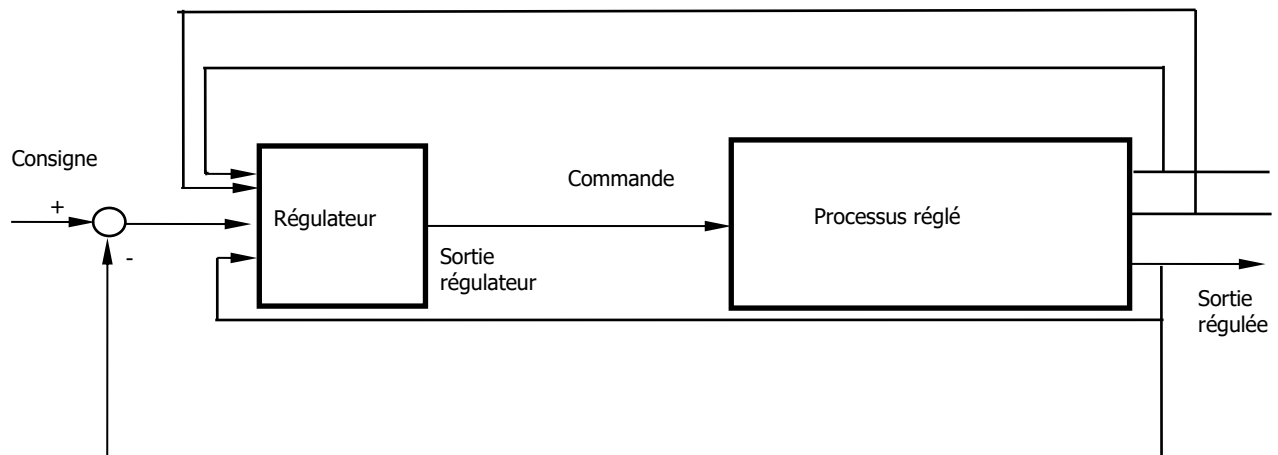 Consigne
+
-
Régulateur
Commande
Sortie
régulateur
Processus réglé
Sortie
régulée